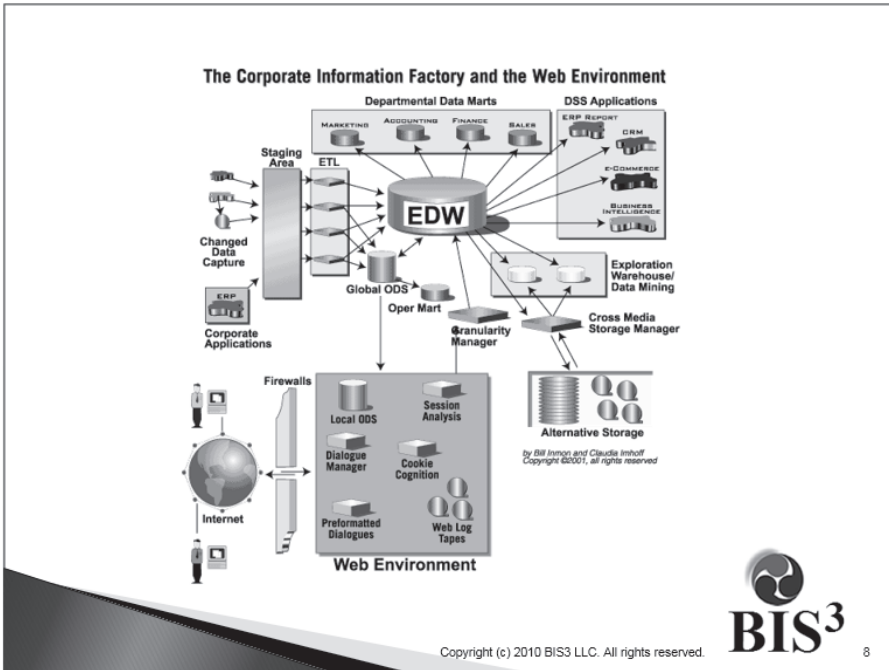 The Corporate Information Factory and the Web Environment
Departmental Data Marts
DSS Applications
MARKETING
ACCOUNTING
FINANCE
SALES
ERP REPORT
CRM
E-COMMERCE
BUSINESS
INTELLIGENCE
Staging
Area
ETL
EDW
Changed
Data
Capture
Global ODS
Oper Mart
Exploration
Warehouse/
Data Mining
ERP
Corporate
Applications
Granularity
Manager
Cross Media
Storage Manager
Firewalls
Local ODS
Session
Analysis
Dialogue
Manager
Cookie
Cognition
Preformatted
Dialogues
Web Log
Tapes
Internet
Web Environment
Alternative Storage
by Bill Inmon and Claudia Imhoff
Copyright ©2001, all rights reserved
BIS3
Copyright (c) 2010 BIS3 LLC. All rights reserved.
8